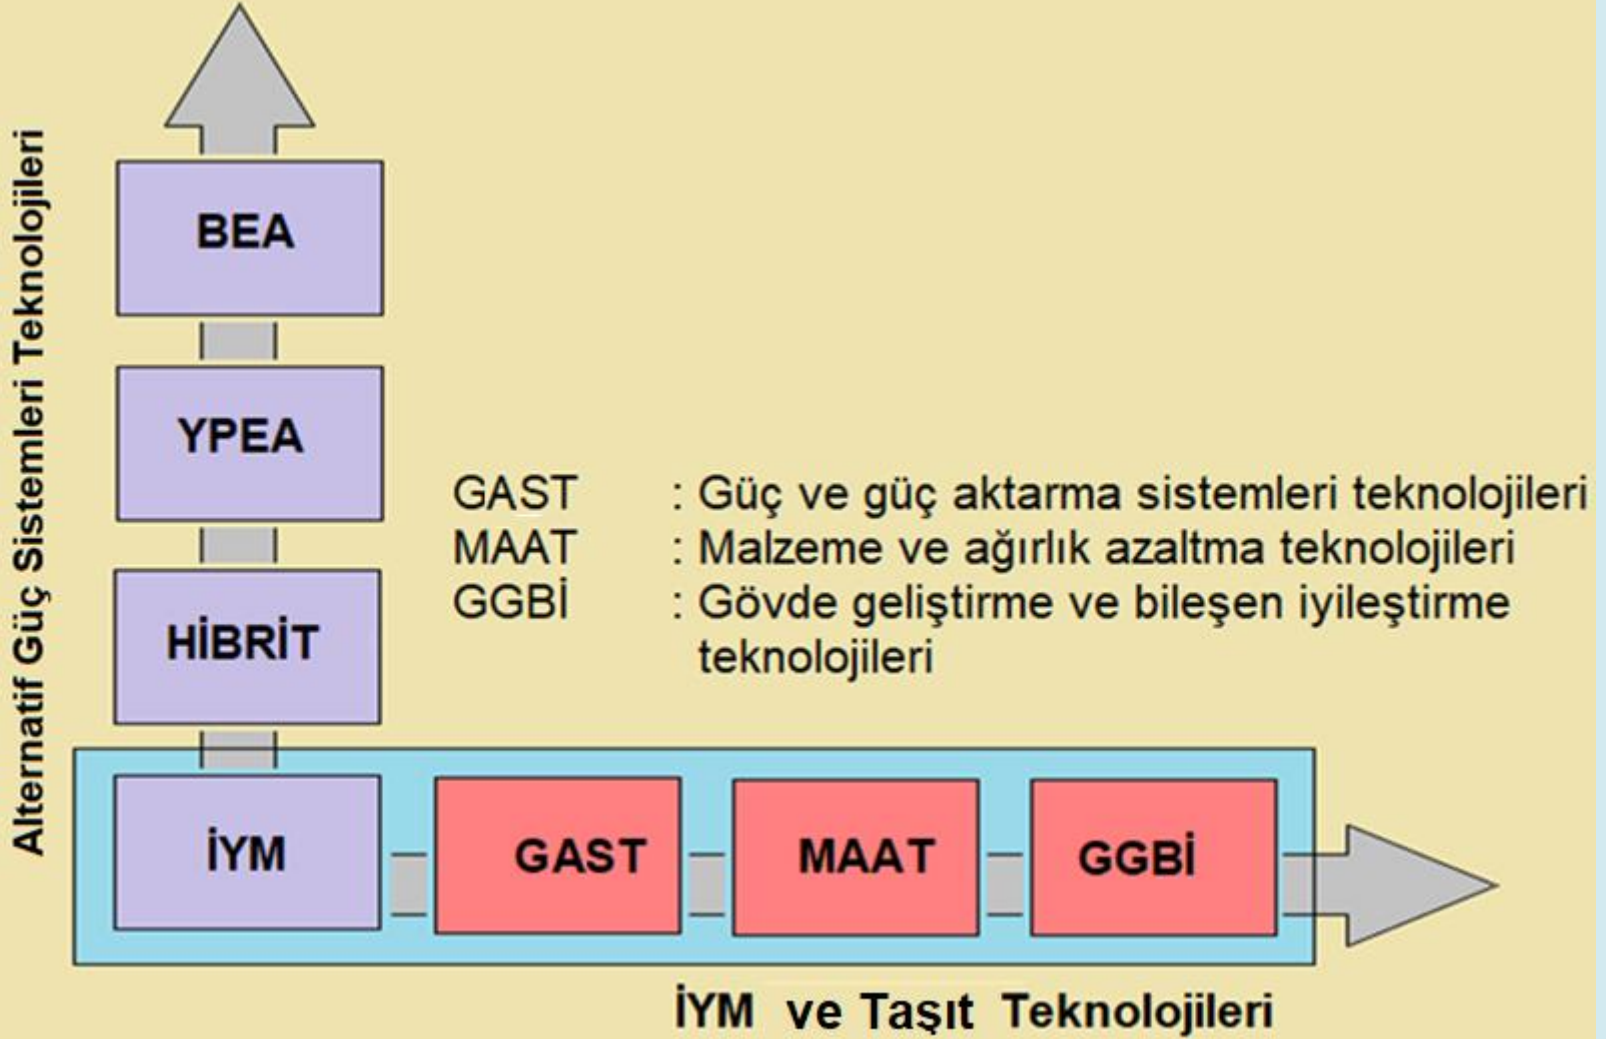 Alternatif Güç Sistemleri Teknolojileri
BEA
YPEA
HİBRİT
GAST : Güç ve güç aktarma sistemleri teknolojileri
MAAT : Malzeme ve ağırlık azaltma teknolojileri
GGBİ : Gövde geliştirme ve bileşen iyileştirme
teknolojileri
İYM GAST MAAT GGBİ
İYM ve Taşıt Teknolojileri